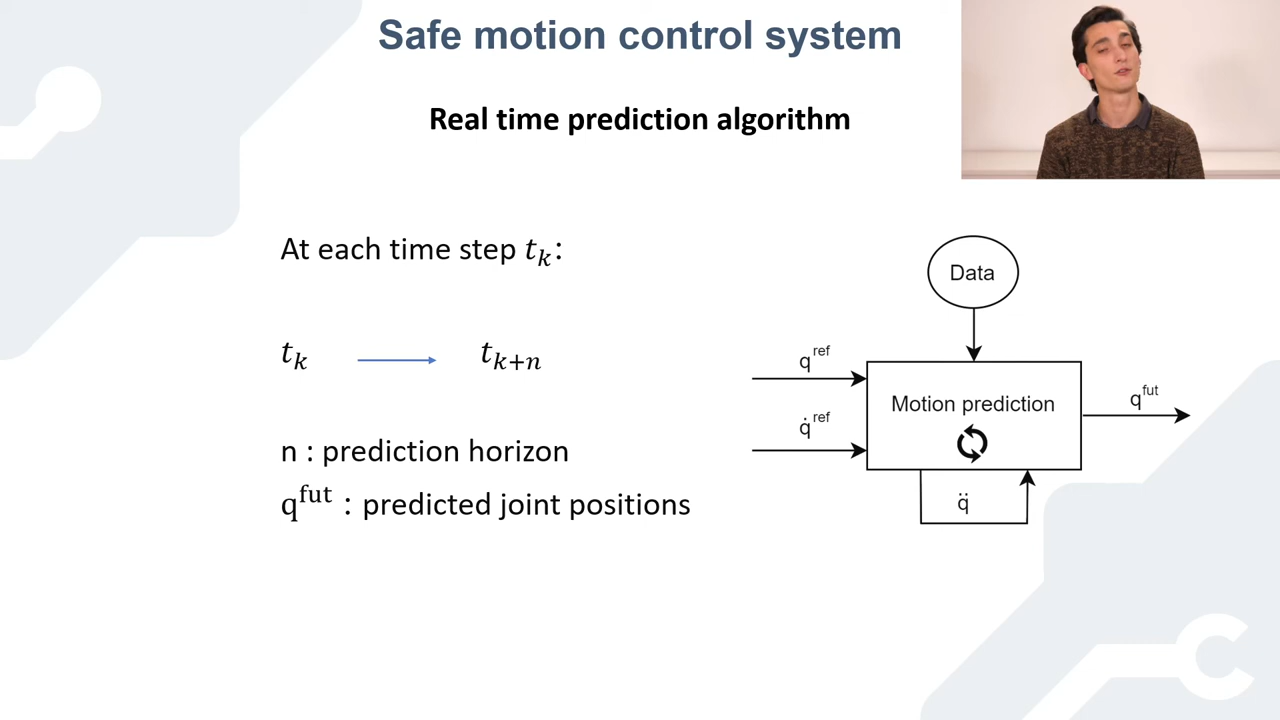 Safe motion control system
Real time prediction algorithm
At each time step tₖ:
tₖ → tₖ₊ₙ
n : prediction horizon
q^fut : predicted joint positions
Data
q^ref
q̇^ref
Motion prediction
q^fut
q̈